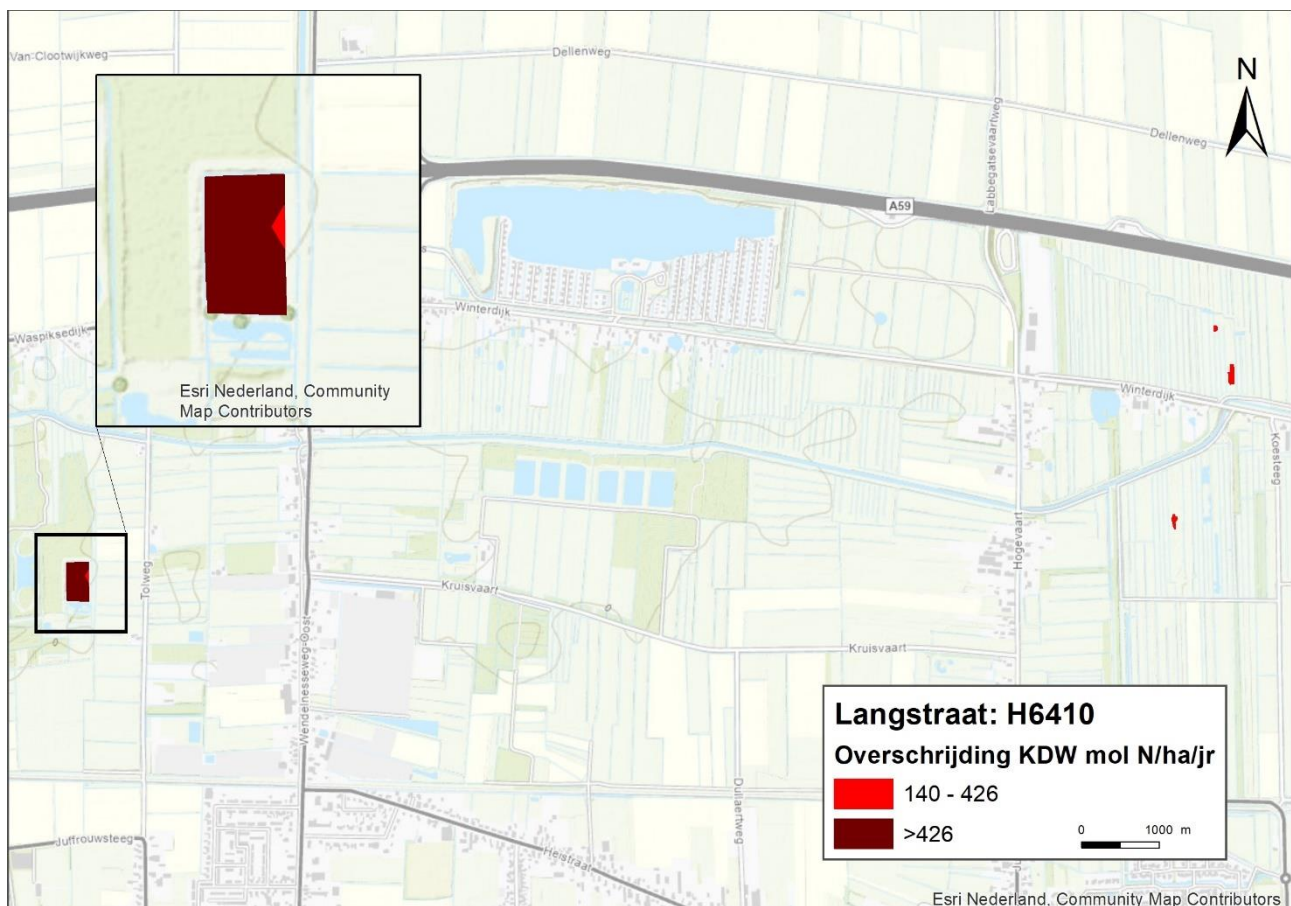 Van Clootwijkweg
Dellenweg
N
Labbegatsevaartweg
Dellenweg
A59
Winterdijk
Waspiksedijk
Esri Nederland, Community
Map Contributors
Winterdijk
Koesteeg
Hogevaart
Tolweg
Kruisvaart
Wendelnesseweg-Oost
Kruisvaart
Langstraat: H6410
Overschrijding KDW mol N/ha/jr
140 - 426
>426
0 1000 m
Dullaertweg
Juffrouwsteeg
Heistraat
Esri Nederland, Community Map Contributors